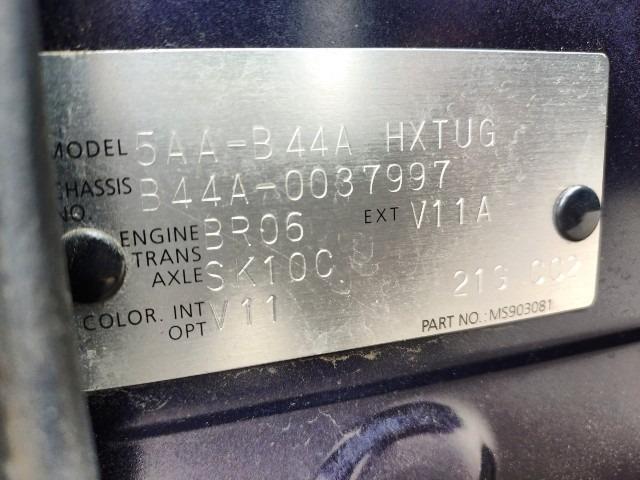 MODEL 5AA-B44A HXTUG
CHASSIS NO. B44A-0037997
ENGINE BR06 EXT V11A
TRANS AXLE SK10C
COLOR. INT V11
OPT
PART NO.:MS903081